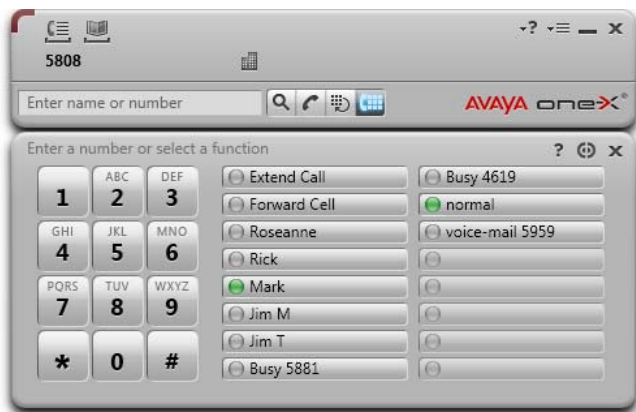 5808
Enter name or number
AVAYA one-X®
Enter a number or select a function
1
ABC
2
DEF
3
GHI
4
JKL
5
MNO
6
PQRS
7
TUV
8
WXYZ
9
*
0
#
Extend Call
Forward Cell
Roseanne
Rick
Mark
Jim M
Jim T
Busy 5881
Busy 4619
normal
voice-mail 5959